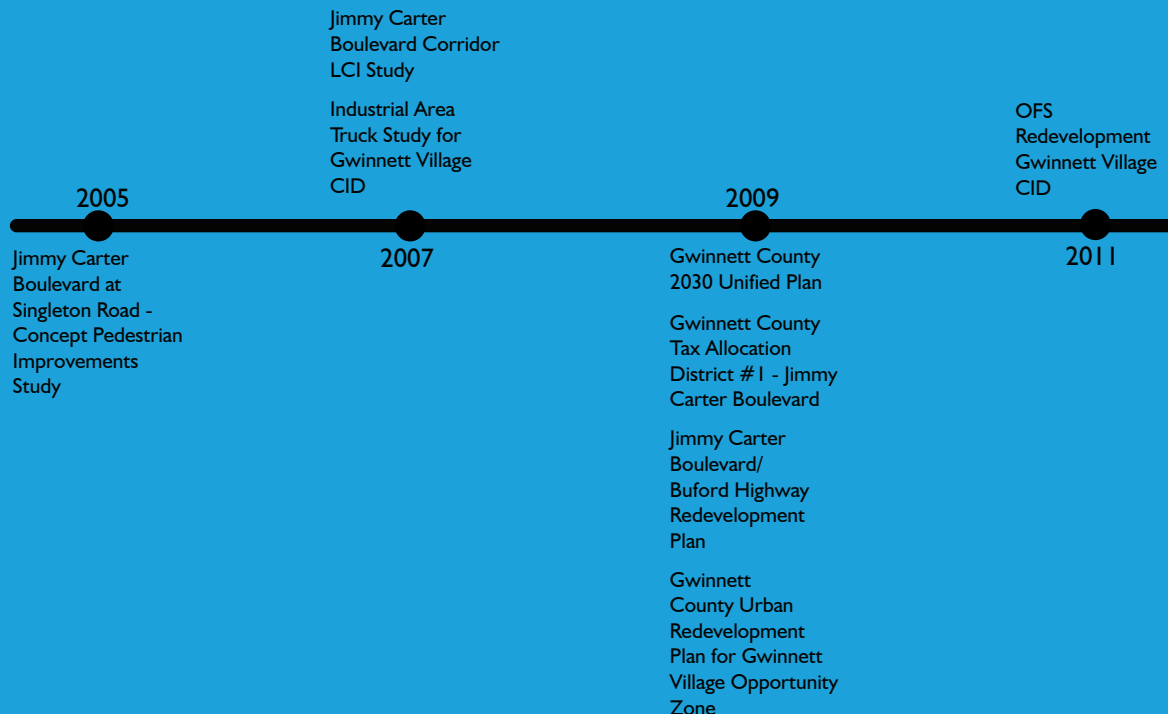 2005
Jimmy Carter
Boulevard at
Singleton Road -
Concept Pedestrian
Improvements
Study
Jimmy Carter
Boulevard Corridor
LCI Study
Industrial Area
Truck Study for
Gwinnett Village
CID
2007
2009
Gwinnett County
2030 Unified Plan
Gwinnett County
Tax Allocation
District #1 - Jimmy
Carter Boulevard
Jimmy Carter
Boulevard/
Buford Highway
Redevelopment
Plan
Gwinnett
County Urban
Redevelopment
Plan for Gwinnett
Village Opportunity
Zone
OFS
Redevelopment
Gwinnett Village
CID
2011